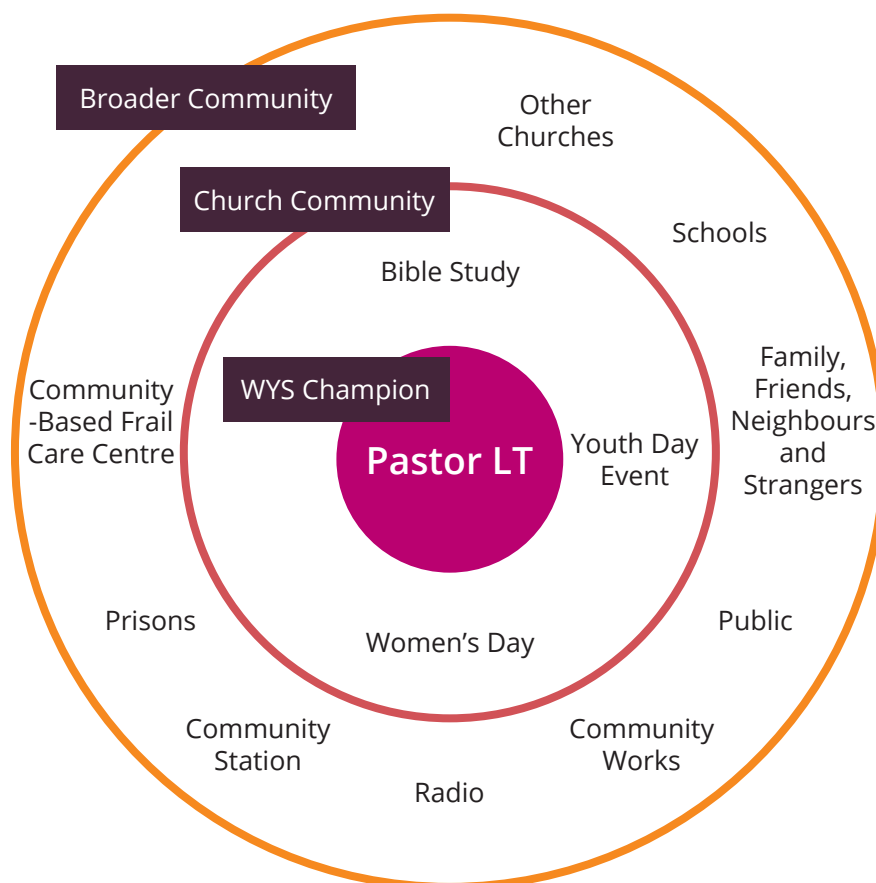 Broader Community
Other
Churches
Church Community
Schools
Bible Study
WYS Champion
Family,
Friends,
Neighbours
and
Strangers
Community
-Based Frail
Care Centre
Pastor LT
Youth Day
Event
Prisons
Public
Women’s Day
Community
Station
Community
Works
Radio